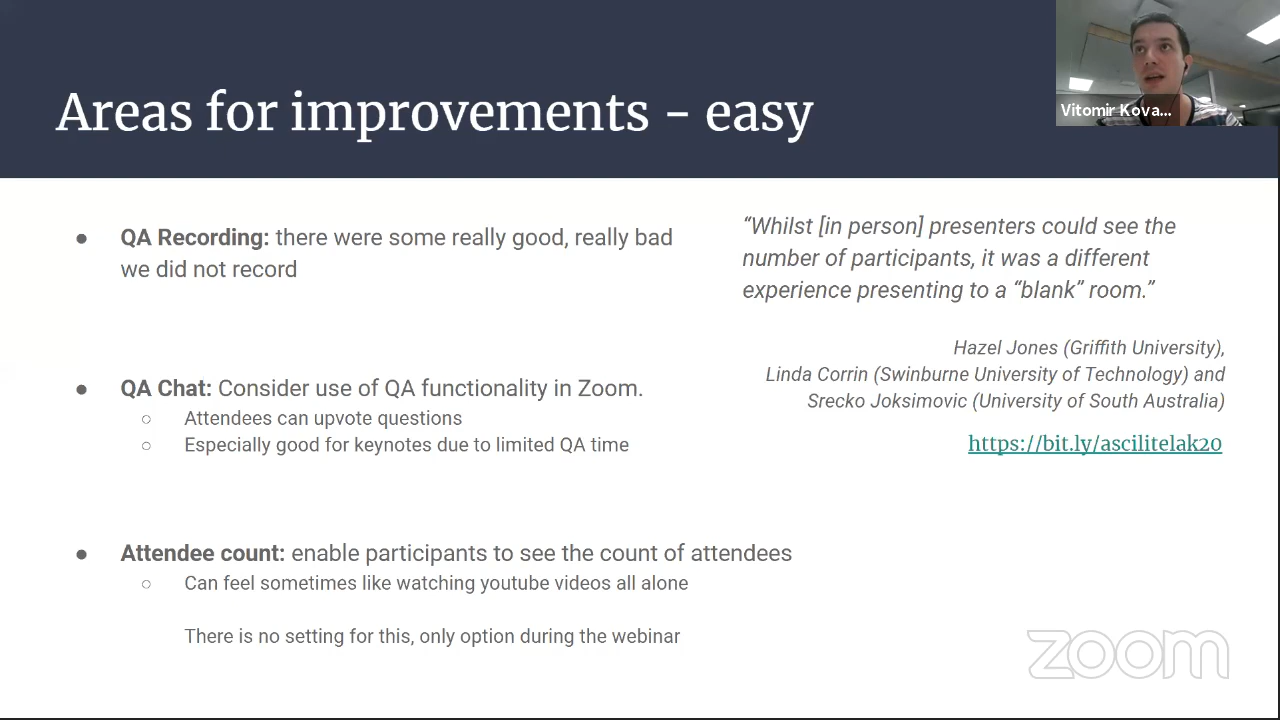 Areas for improvements - easy
Vitomir Kova...
● QA Recording: there were some really good, really bad
we did not record
● QA Chat: Consider use of QA functionality in Zoom.
○ Attendees can upvote questions
○ Especially good for keynotes due to limited QA time
● Attendee count: enable participants to see the count of attendees
○ Can feel sometimes like watching youtube videos all alone
There is no setting for this, only option during the webinar
“Whilst [in person] presenters could see the
number of participants, it was a different
experience presenting to a “blank” room.”
Hazel Jones (Griffith University),
Linda Corrin (Swinburne University of Technology) and
Srecko Joksimovic (University of South Australia)
https://bit.ly/ascilitelak20
zoom